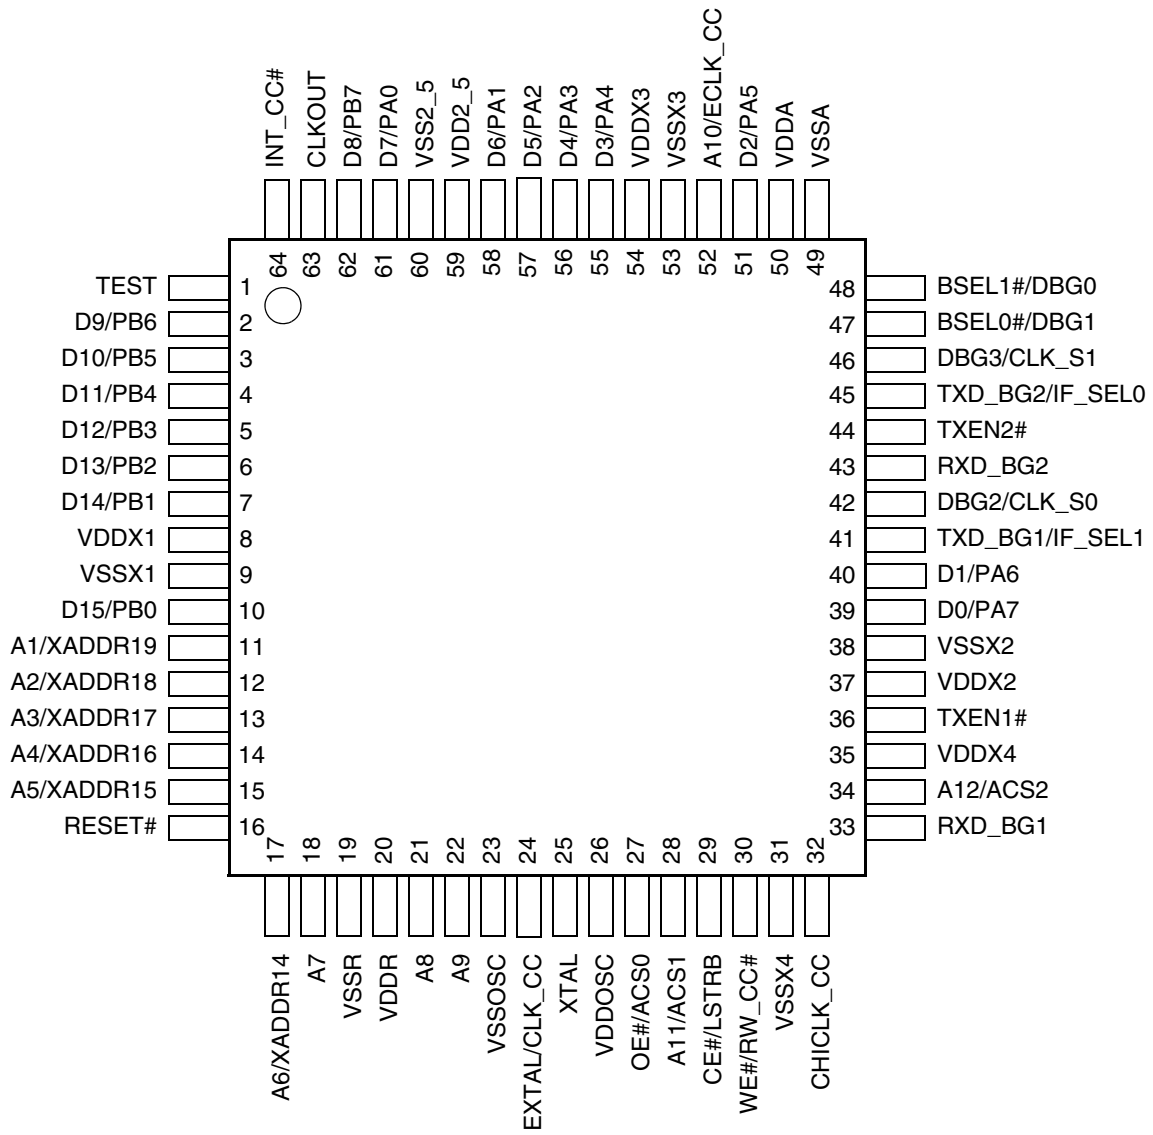 INT_CC#
CLKOUT
D8/PB7
D7/PA0
VSS2_5
VDD2_5
D6/PA1
D5/PA2
D4/PA3
D3/PA4
VDDX3
VSSX3
A10/ECLK_CC
D2/PA5
VDDA
VSSA
64
63
62
61
60
59
58
57
56
55
54
53
52
51
50
49
TEST 1
D9/PB6 2
D10/PB5 3
D11/PB4 4
D12/PB3 5
D13/PB2 6
D14/PB1 7
VDDX1 8
VSSX1 9
D15/PB0 10
A1/XADDR19 11
A2/XADDR18 12
A3/XADDR17 13
A4/XADDR16 14
A5/XADDR15 15
RESET# 16
48 BSEL1#/DBG0
47 BSEL0#/DBG1
46 DBG3/CLK_S1
45 TXD_BG2/IF_SEL0
44 TXEN2#
43 RXD_BG2
42 DBG2/CLK_S0
41 TXD_BG1/IF_SEL1
40 D1/PA6
39 D0/PA7
38 VSSX2
37 VDDX2
36 TXEN1#
35 VDDX4
34 A12/ACS2
33 RXD_BG1
17
18
19
20
21
22
23
24
25
26
27
28
29
30
31
32
A6/XADDR14
A7
VSSR
VDDR
A8
A9
VSSOSC
EXTAL/CLK_CC
XTAL
VDDOSC
OE#/ACS0
A11/ACS1
CE#/LSTRB
WE#/RW_CC#
VSSX4
CHICLK_CC